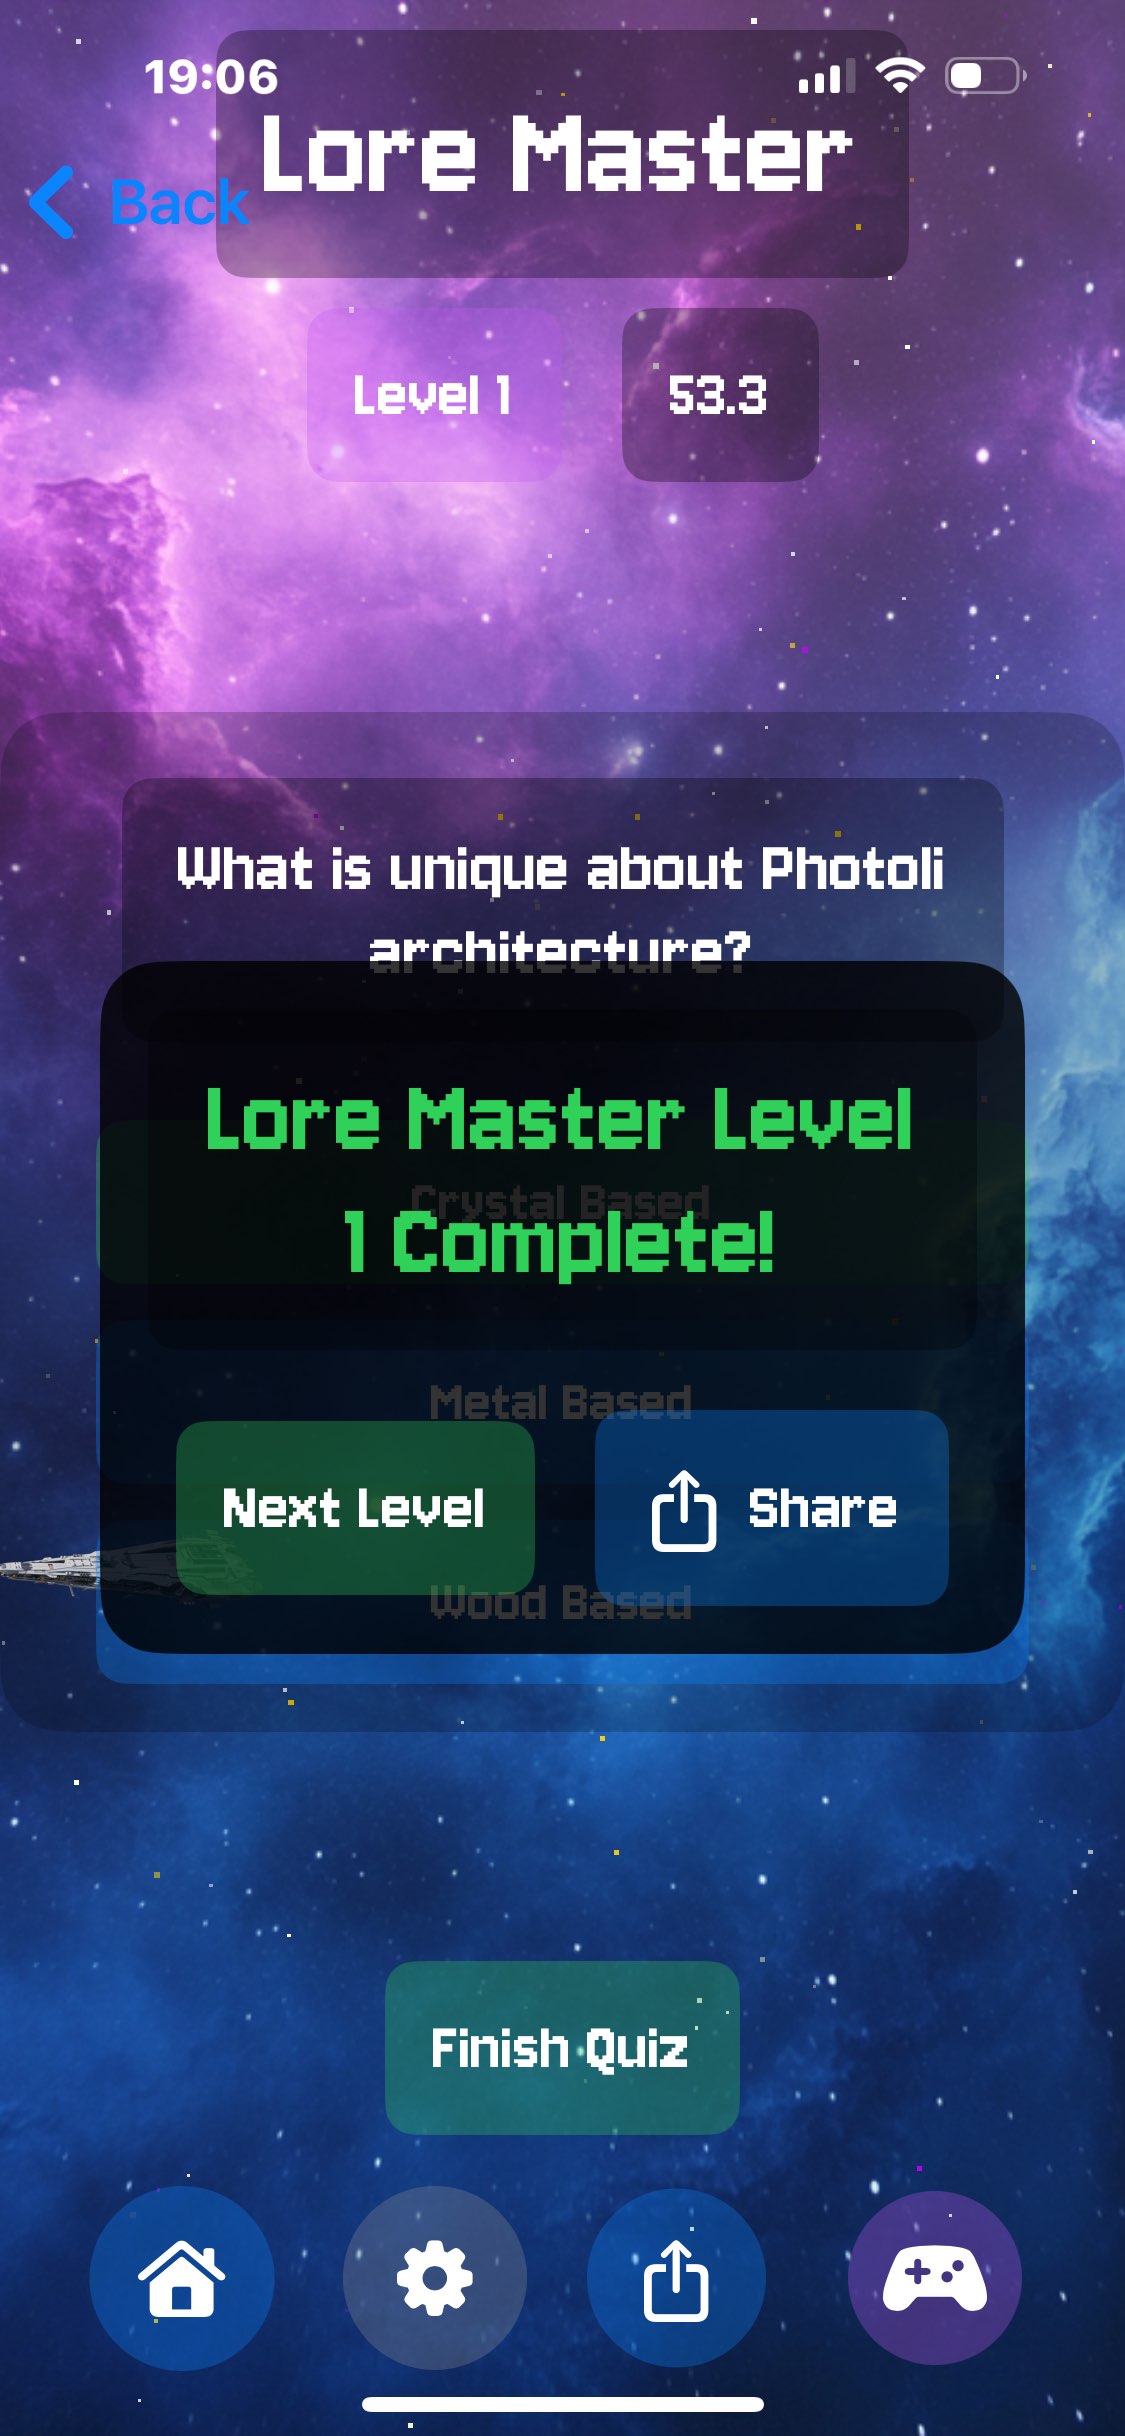 19:06
Lore Master
Back
Level 1
53.3
What is unique about Photoli
architecture?
Lore Master Level
Crystal Based
1 Complete!
Metal Based
Next Level
Share
Wood Based
Finish Quiz